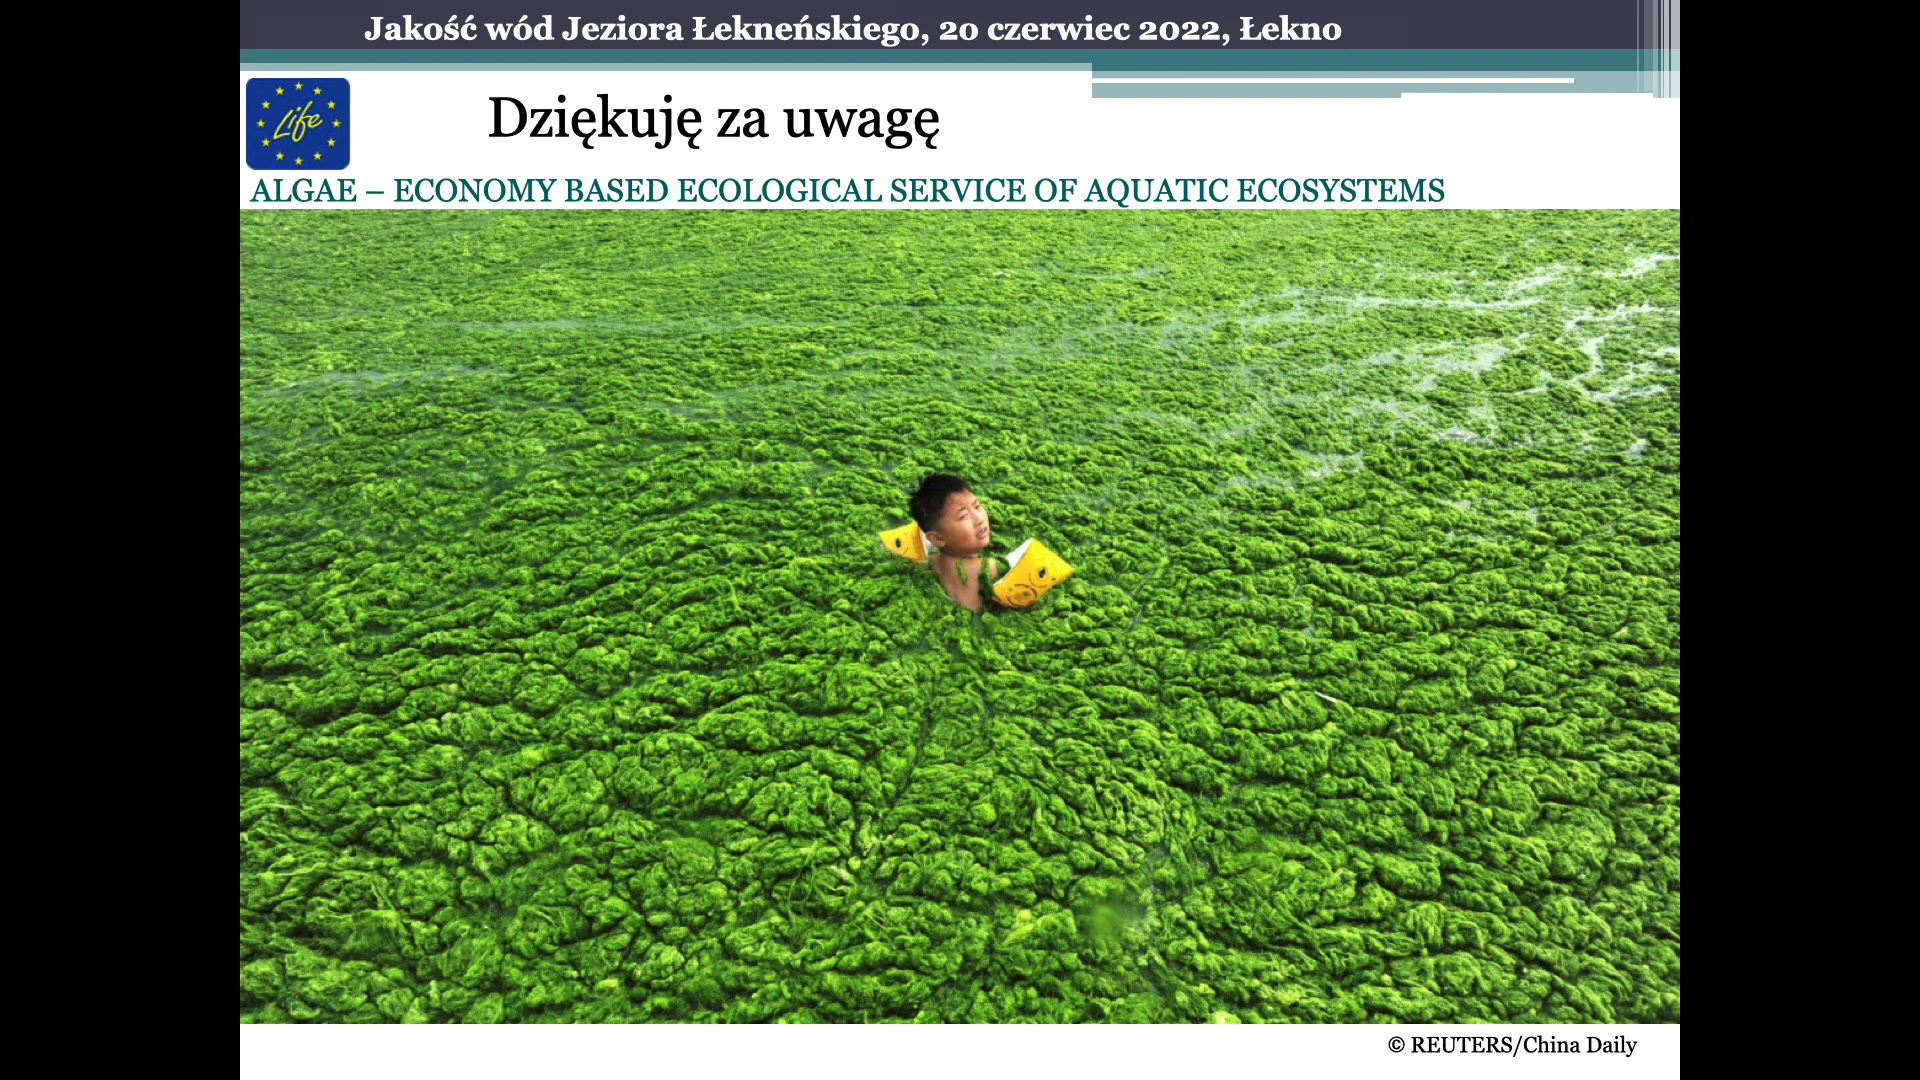 Jakość wód Jeziora Łekneńskiego, 20 czerwiec 2022, Łekno
Life
Dziękuję za uwagę
ALGAE – ECONOMY BASED ECOLOGICAL SERVICE OF AQUATIC ECOSYSTEMS
© REUTERS/China Daily